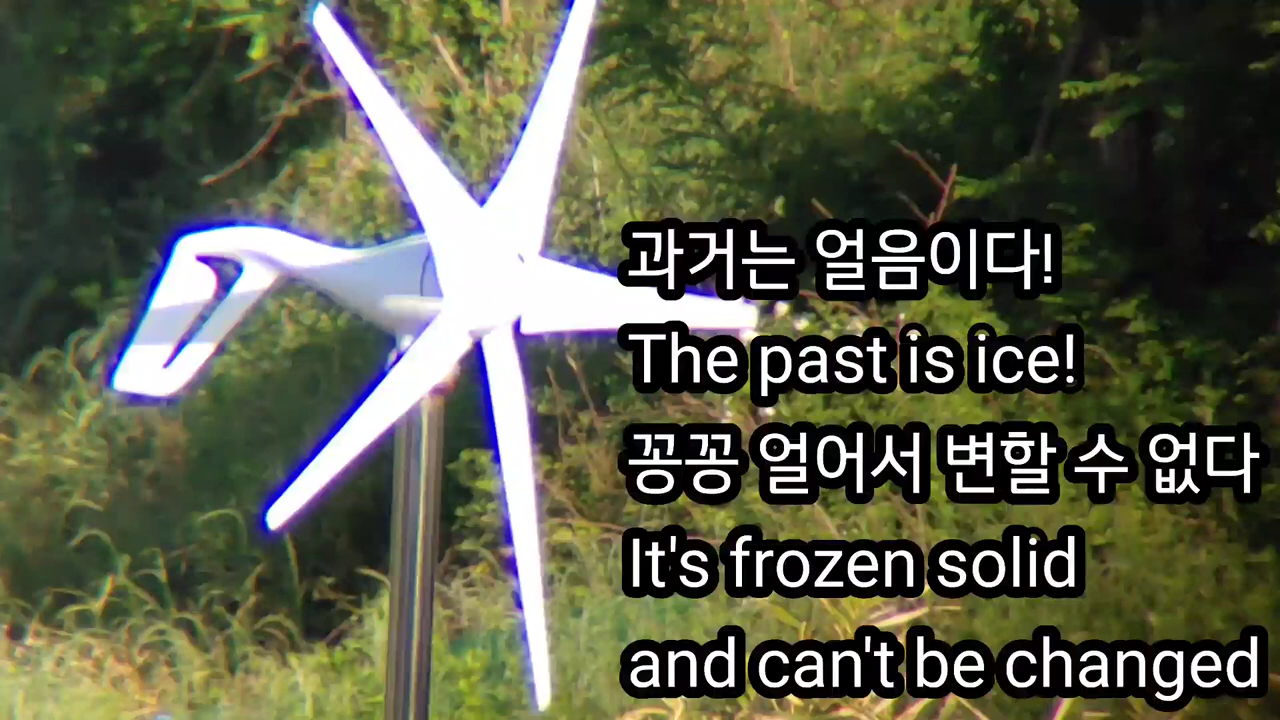 과거는 얼음이다!
The past is ice!
꽁꽁 얼어서 변할 수 없다
It's frozen solid
and can't be changed